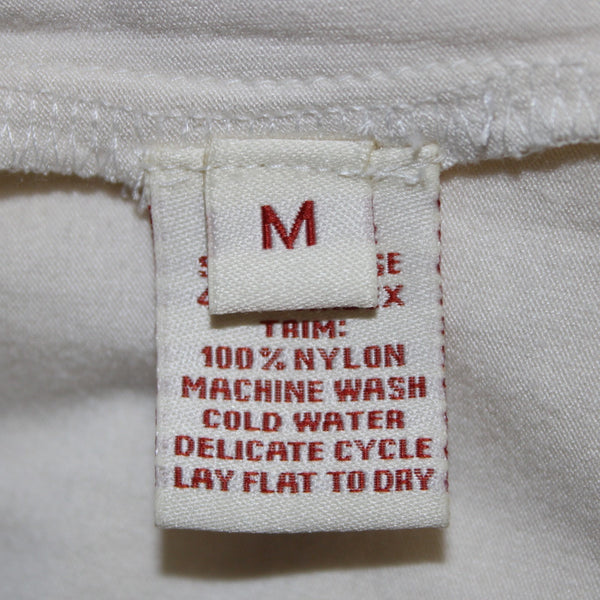 M
TRIM:
100% NYLON
MACHINE WASH
COLD WATER
DELICATE CYCLE
LAY FLAT TO DRY